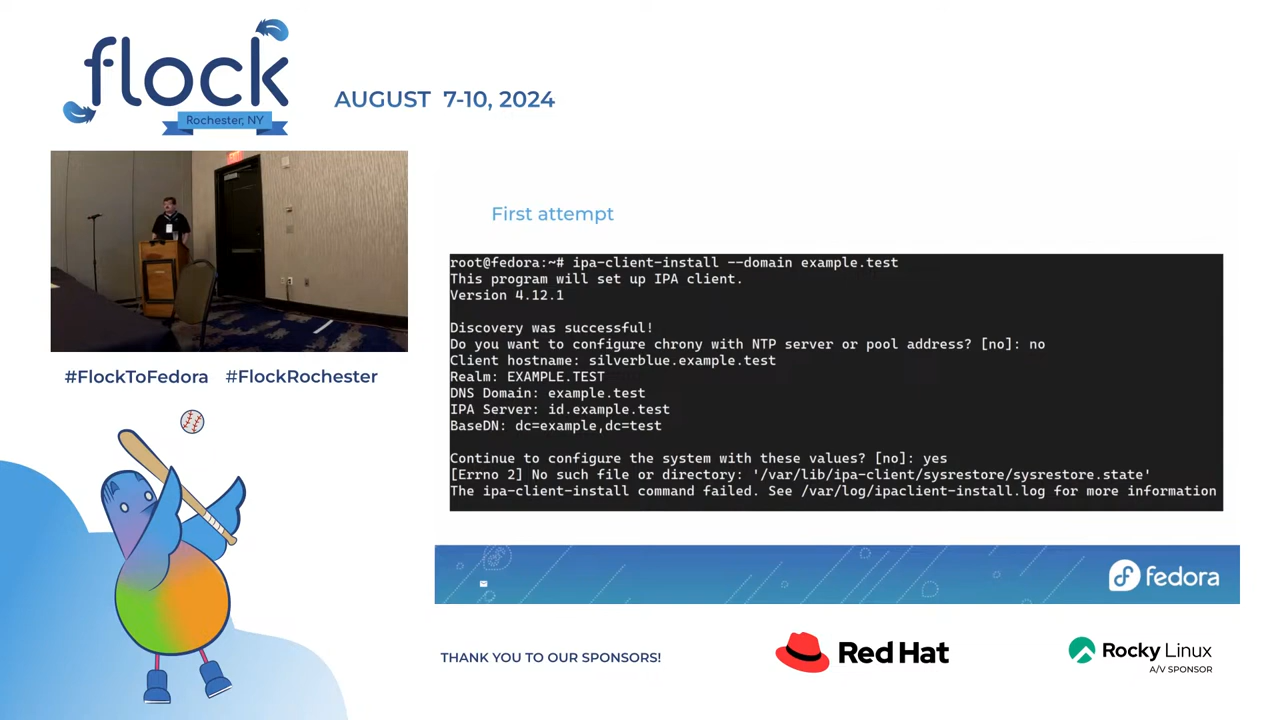 flock
Rochester, NY
AUGUST 7-10, 2024
First attempt
root@fedora:~# ipa-client-install --domain example.test
This program will set up IPA client.
Version 4.12.1
Discovery was successful!
Do you want to configure chrony with NTP server or pool address? [no]: no
Client hostname: silverblue.example.test
Realm: EXAMPLE.TEST
DNS Domain: example.test
IPA Server: id.example.test
BaseDN: dc=example,dc=test
Continue to configure the system with these values? [no]: yes
[Errno 2] No such file or directory: '/var/lib/ipa-client/sysrestore/sysrestore.state'
The ipa-client-install command failed. See /var/log/ipaclient-install.log for more information
#FlockToFedora #FlockRochester
fedora
THANK YOU TO OUR SPONSORS!
Red Hat
Rocky Linux
A/V SPONSOR